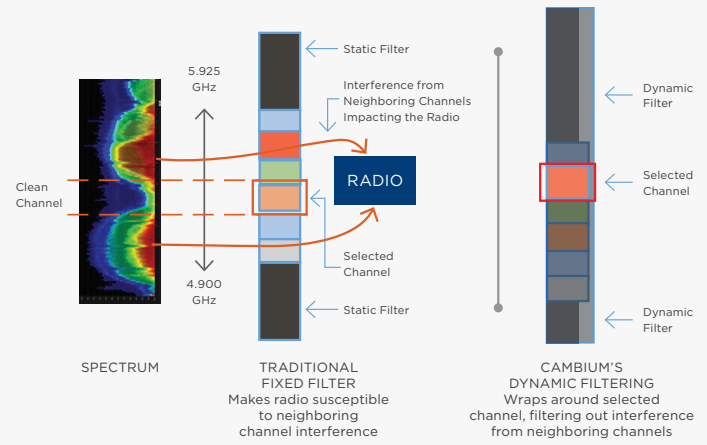 5.925
GHz
Static Filter
Interference from
Neighboring Channels
Impacting the Radio
RADIO
Clean
Channel
Selected
Channel
4.900
GHz
Static Filter
Dynamic
Filter
Selected
Channel
Dynamic
Filter
SPECTRUM
TRADITIONAL
FIXED FILTER
Makes radio susceptible
to neighboring
channel interference
CAMBIUM'S
DYNAMIC FILTERING
Wraps around selected
channel, filtering out interference
from neighboring channels